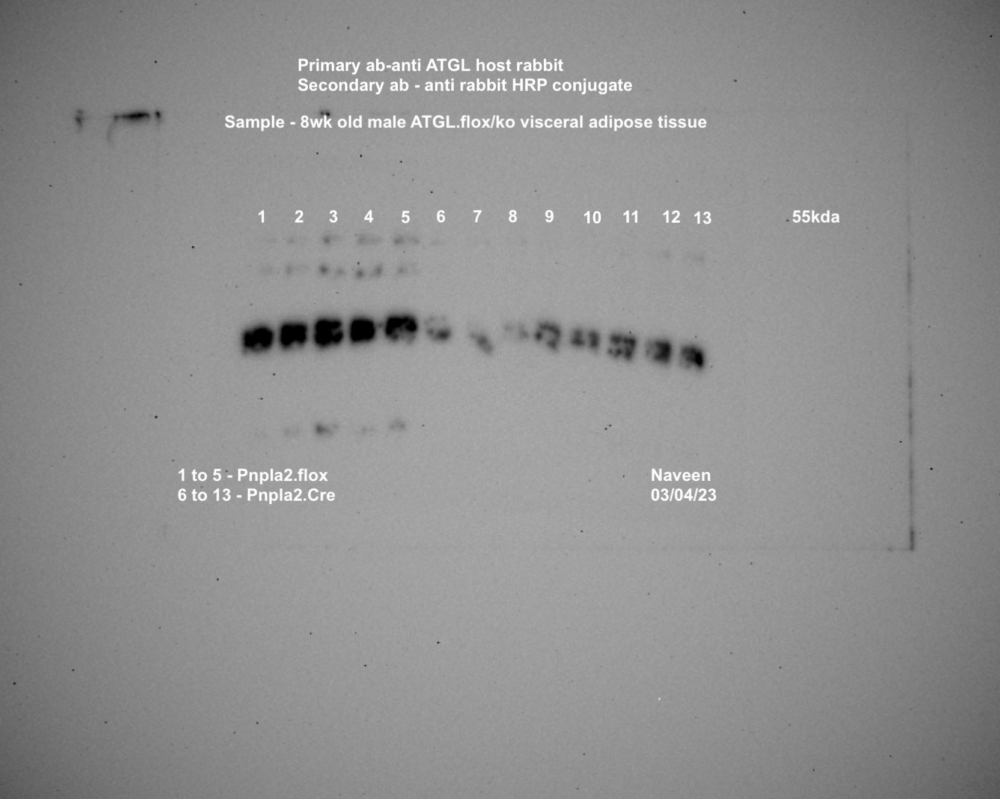 Primary ab-anti ATGL host rabbit
Secondary ab - anti rabbit HRP conjugate
Sample - 8wk old male ATGL.flox/ko visceral adipose tissue
1 2 3 4 5 6 7 8 9 10 11 12 13 55kda
1 to 5 - Pnpla2.flox
6 to 13 - Pnpla2.Cre
Naveen
03/04/23